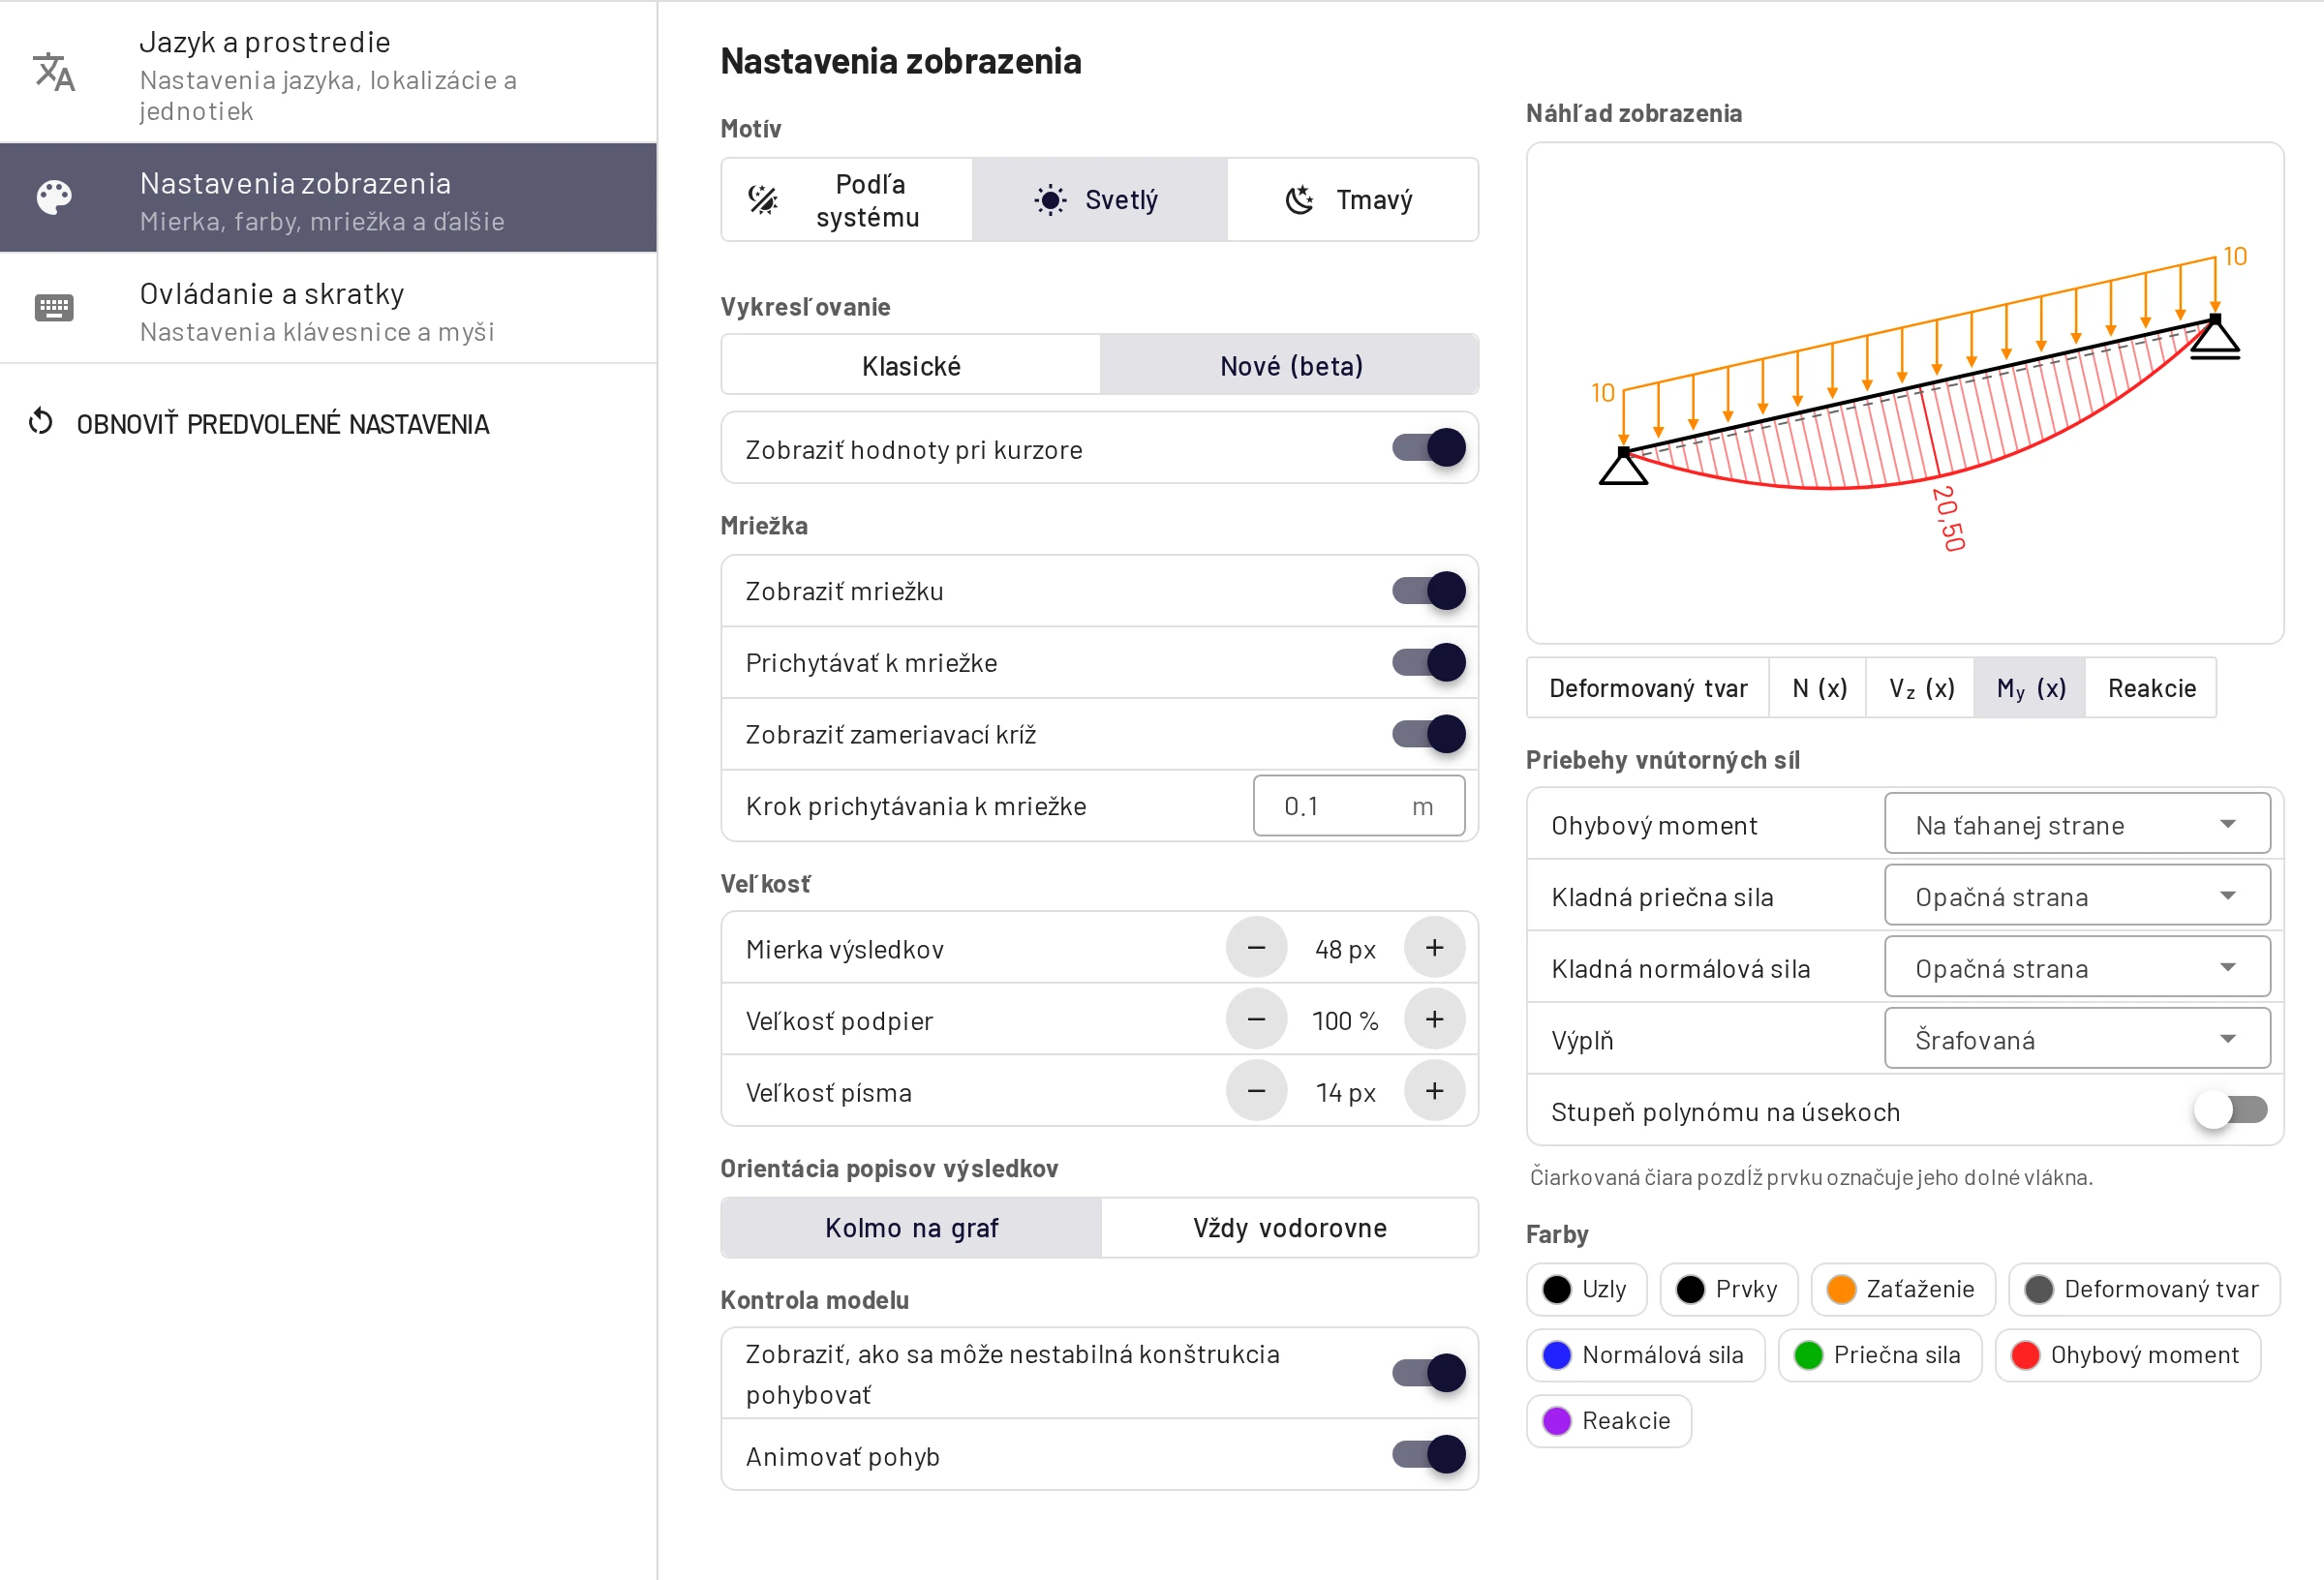 Jazyk a prostredie
Nastavenia jazyka, lokalizácie a
jednotiek
Nastavenia zobrazenia
Mierka, farby, mriežka a ďalšie
Ovládanie a skratky
Nastavenia klávesnice a myši
OBNOVIŤ PREDVOLENÉ NASTAVENIA
Nastavenia zobrazenia
Motív
Podľa
systému
Svetlý
Tmavý
Vykresľovanie
Klasické
Nové (beta)
Zobraziť hodnoty pri kurzore
Mriežka
Zobraziť mriežku
Prichytávať k mriežke
Zobraziť zameriavací kríž
Krok prichytávania k mriežke
0.1 m
Veľkosť
Mierka výsledkov
− 48 px +
Veľkosť podpier
− 100 % +
Veľkosť písma
− 14 px +
Orientácia popisov výsledkov
Kolmo na graf
Vždy vodorovne
Kontrola modelu
Zobraziť, ako sa môže nestabilná konštrukcia
pohybovať
Animovať pohyb
Náhľad zobrazenia
10
10
20,50
Deformovaný tvar
N (x)
Vz (x)
My (x)
Reakcie
Priebehy vnútorných síl
Ohybový moment
Na ťahanej strane
Kladná priečna sila
Opačná strana
Kladná normálová sila
Opačná strana
Výplň
Šrafovaná
Stupeň polynómu na úsekoch
Čiarkovaná čiara pozdĺž prvku označuje jeho dolné vlákna.
Farby
Uzly
Prvky
Zaťaženie
Deformovaný tvar
Normálová sila
Priečna sila
Ohybový moment
Reakcie